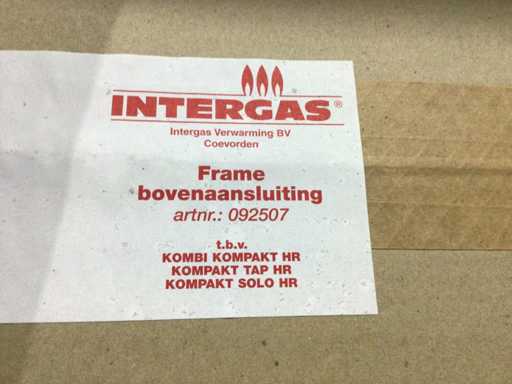 INTERGAS®
Intergas Verwarming BV
Coevorden
Frame
bovenaansluiting
artnr.: 092507
t.b.v.
KOMBI KOMPAKT HR
KOMPAKT TAP HR
KOMPAKT SOLO HR